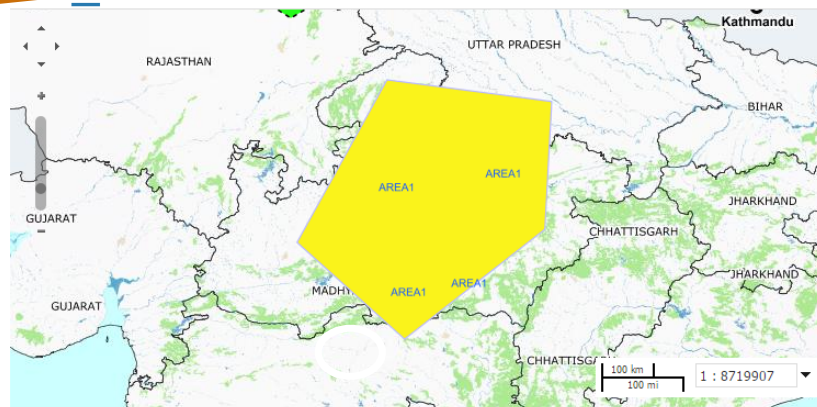 Kathmandu
UTTAR PRADESH
RAJASTHAN
BIHAR
AREA1
AREA1
JHARKHAND
GUJARAT
CHHATTISGARH
JHARKHAND
AREA1
MADHY
AREA1
GUJARAT
CHHATTISGAR
100 km
100 mi
1 : 8719907